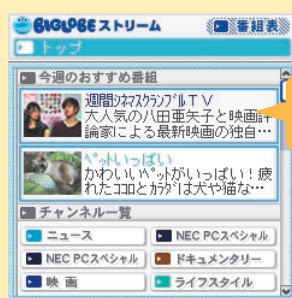 BIGLOBEストリーム
番組表
トップ
今週のおすすめ番組
週間ｼﾈﾏｽｸﾗﾝﾌﾞﾙTV
大人気の八田亜矢子と映画評
論家による最新映画の独自…
ﾍﾟｯﾄいっぱい
かわいいﾍﾟｯﾄがいっぱい！疲
れたｺｺﾛとｶﾗﾀﾞは犬や猫な…
チャンネル一覧
ニュース
NEC PCスペシャル
NEC PCスペシャル
ドキュメンタリー
映 画
ライフスタイル